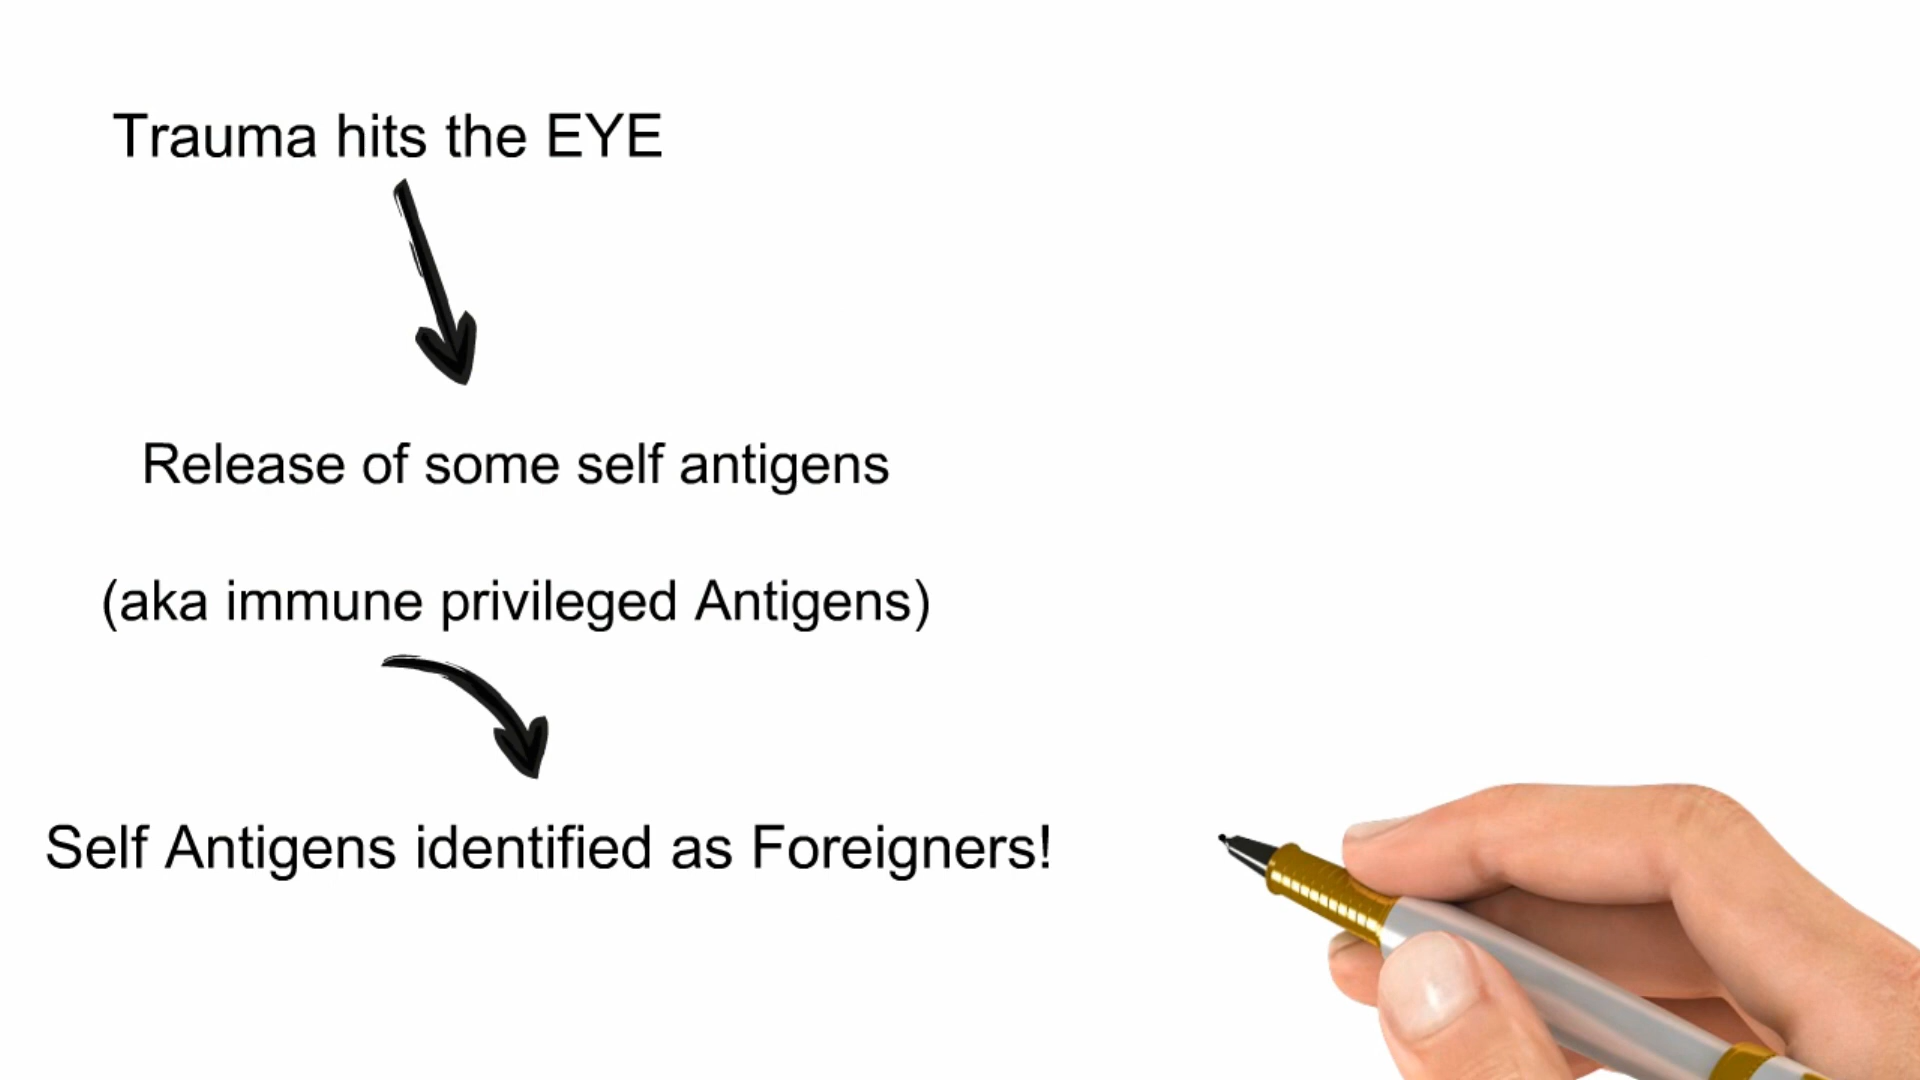 Trauma hits the EYE
Release of some self antigens
(aka immune privileged Antigens)
Self Antigens identified as Foreigners!